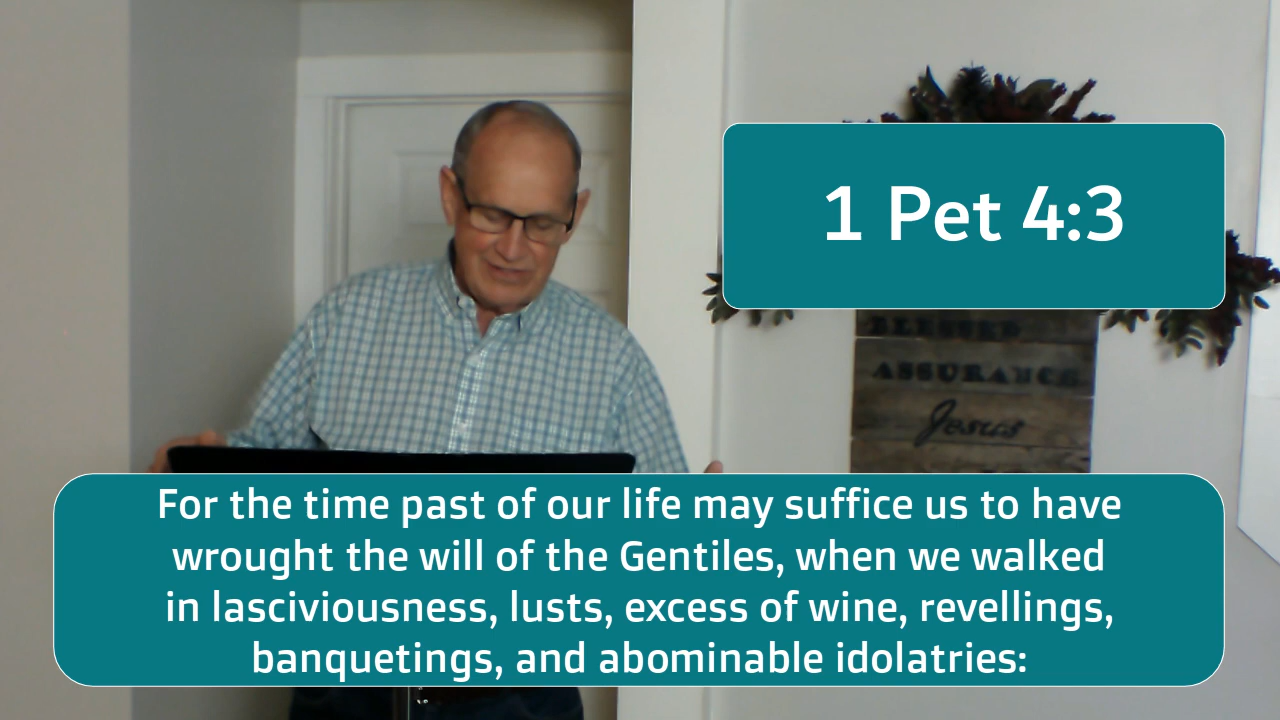 1 Pet 4:3
BLESSED
ASSURANCE
Jesus
For the time past of our life may suffice us to have
wrought the will of the Gentiles, when we walked
in lasciviousness, lusts, excess of wine, revellings,
banquetings, and abominable idolatries: